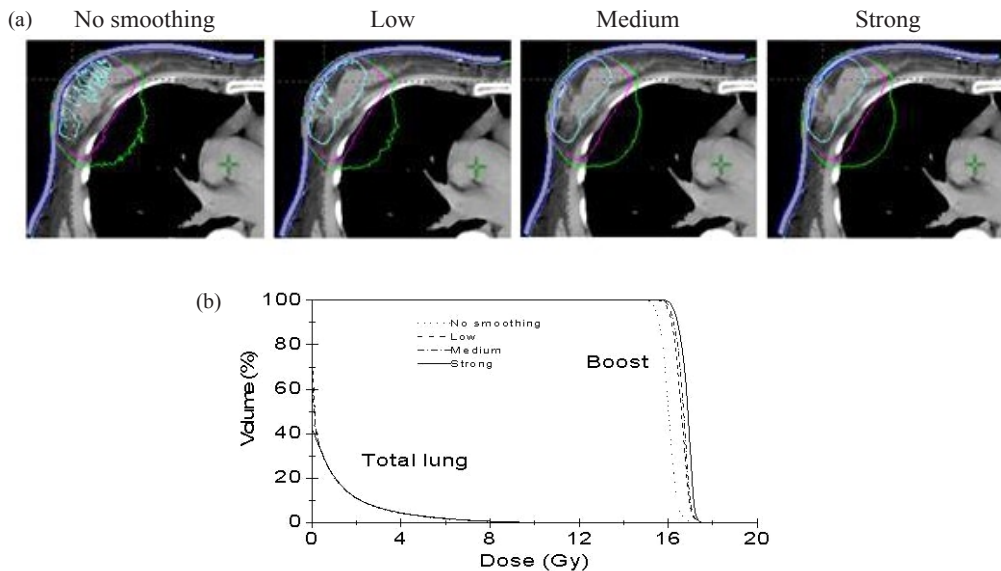 (a) No smoothing Low Medium Strong
(b)
100
80
60
40
20
0
Volume (%)
No smoothing
Low
Medium
Strong
Boost
Total lung
0 4 8 12 16 20
Dose (Gy)